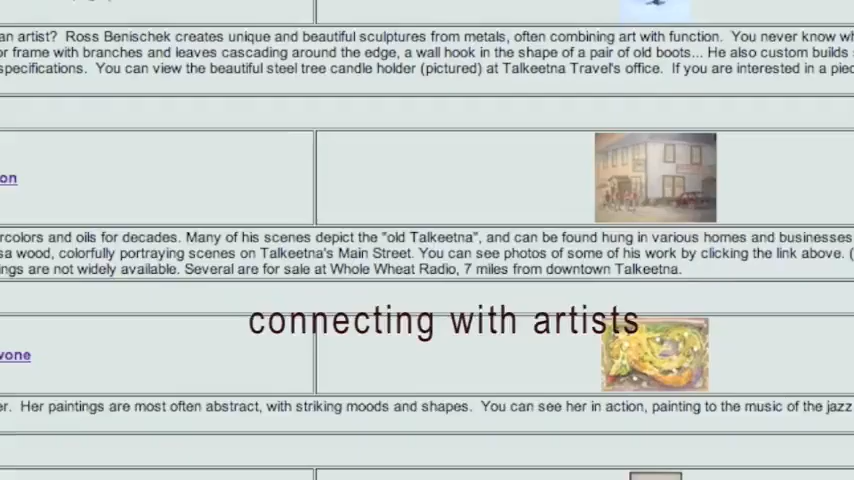 an artist? Ross Benischek creates unique and beautiful sculptures from metals, often combining art with function. You never know
or frame with branches and leaves cascading around the edge, a wall hook in the shape of a pair of old boots... He also custom builds
specifications. You can view the beautiful steel tree candle holder (pictured) at Talkeetna Travel's office. If you are interested in a
on
rcolors and oils for decades. Many of his scenes depict the "old Talkeetna", and can be found hung in various homes and businesses
sa wood, colorfully portraying scenes on Talkeetna's Main Street. You can see photos of some of his work by clicking the link above. (
ngs are not widely available. Several are for sale at Whole Wheat Radio, 7 miles from downtown Talkeetna.
connecting with artists
vone
er. Her paintings are most often abstract, with striking moods and shapes. You can see her in action, painting to the music of the jazz